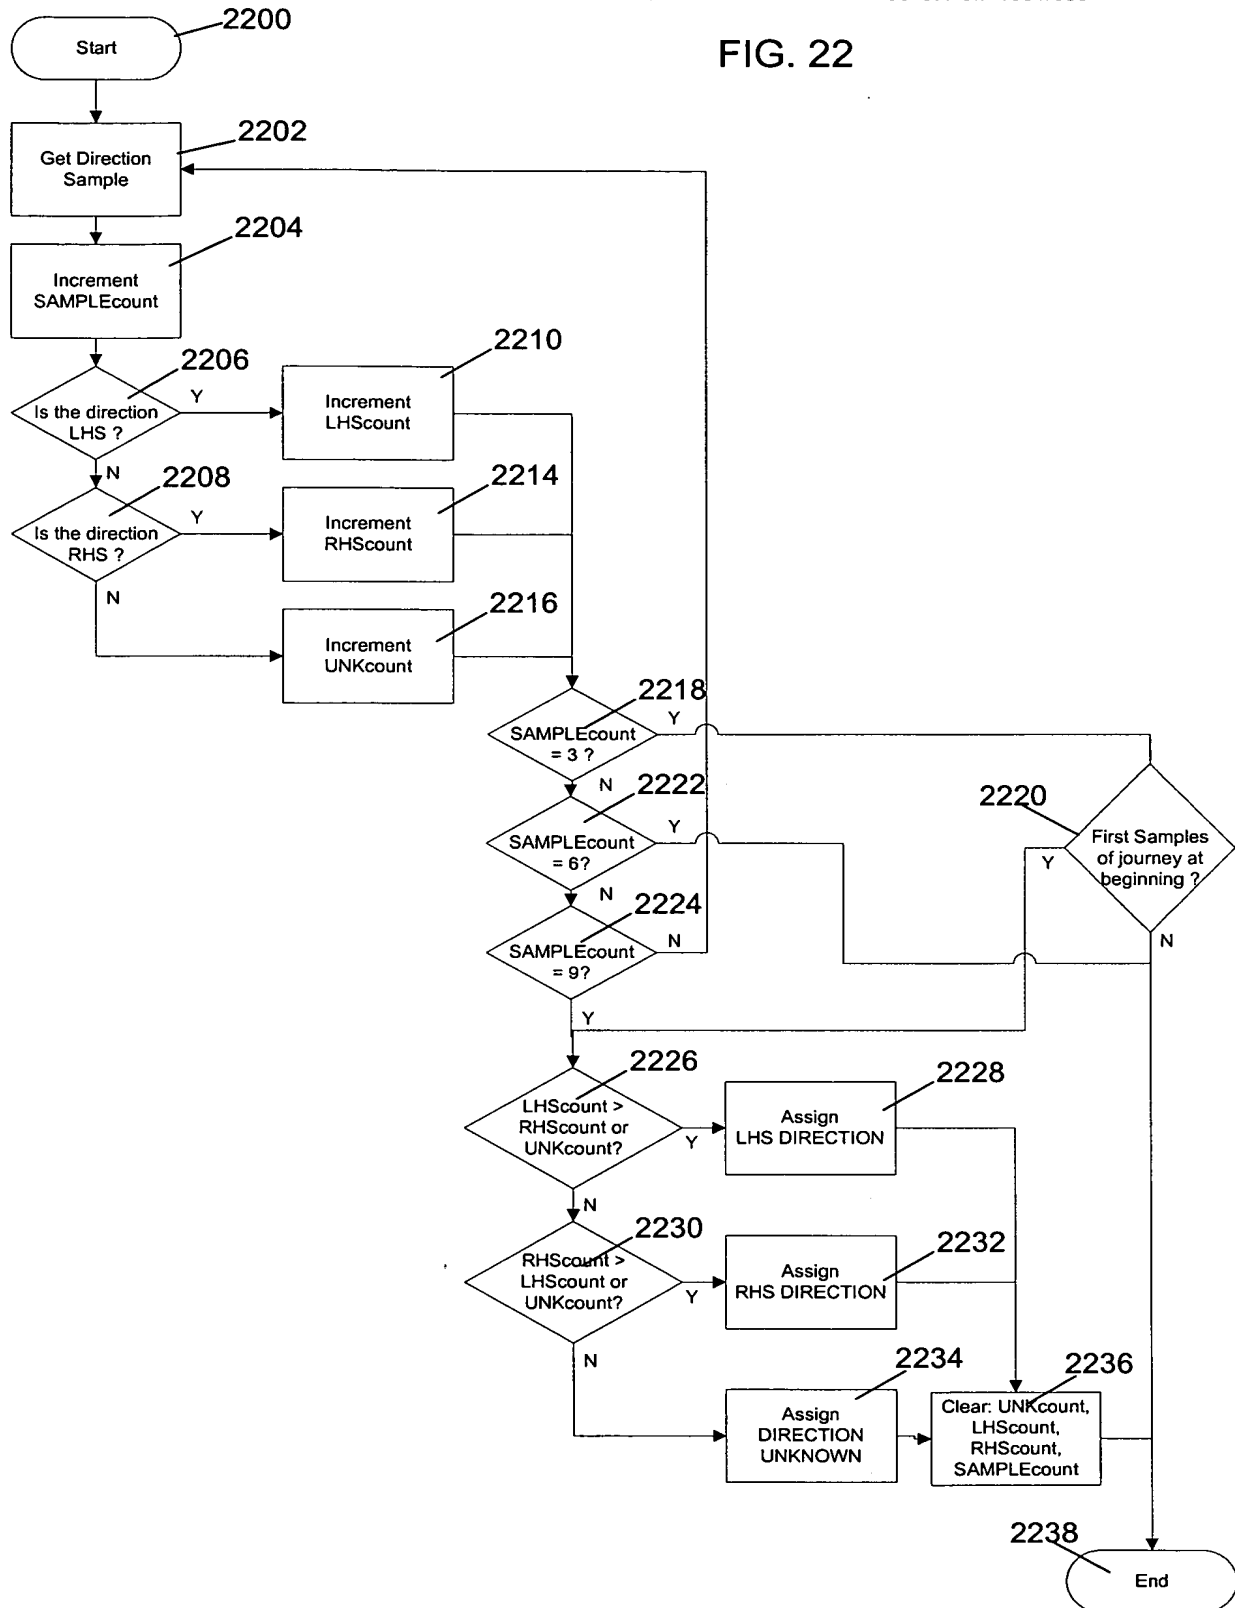 2200
Start
FIG. 22
2202
Get Direction
Sample
2204
Increment
SAMPLEcount
2206
Y
Is the direction
LHS ?
N
2210
Increment
LHScount
2208
Y
Is the direction
RHS ?
N
2214
Increment
RHScount
2216
Increment
UNKcount
2218
Y
SAMPLEcount
= 3 ?
N
2222
Y
SAMPLEcount
= 6?
N
2220
First Samples
of journey at
beginning ?
Y
N
2224
SAMPLEcount
= 9?
N
Y
2226
LHScount >
RHScount or
UNKcount?
Y
N
2228
Assign
LHS DIRECTION
2230
RHScount >
LHScount or
UNKcount?
Y
N
2232
Assign
RHS DIRECTION
2234
Assign
DIRECTION
UNKNOWN
2236
Clear: UNKcount,
LHScount,
RHScount,
SAMPLEcount
2238
End